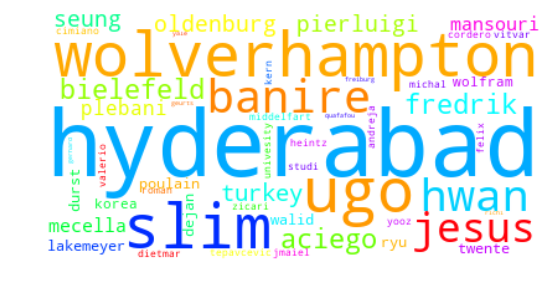 seung oldenburg pierluigi mansouri
cimiano yaue cordero vitvar
wolverhampton
kern freiburg
bielefeld banire michal wolfram
plebani quafafou fredrik
middelfart andreja
hyderabad
univesity heintz felix
valerio geurts studi
durst poulain ugo hwan
roman turkey
korea dejan zicari
mecella slim walid yooz jesus
lakemeyer aciego ryu twente
dietmar tepavcevic jmaiel